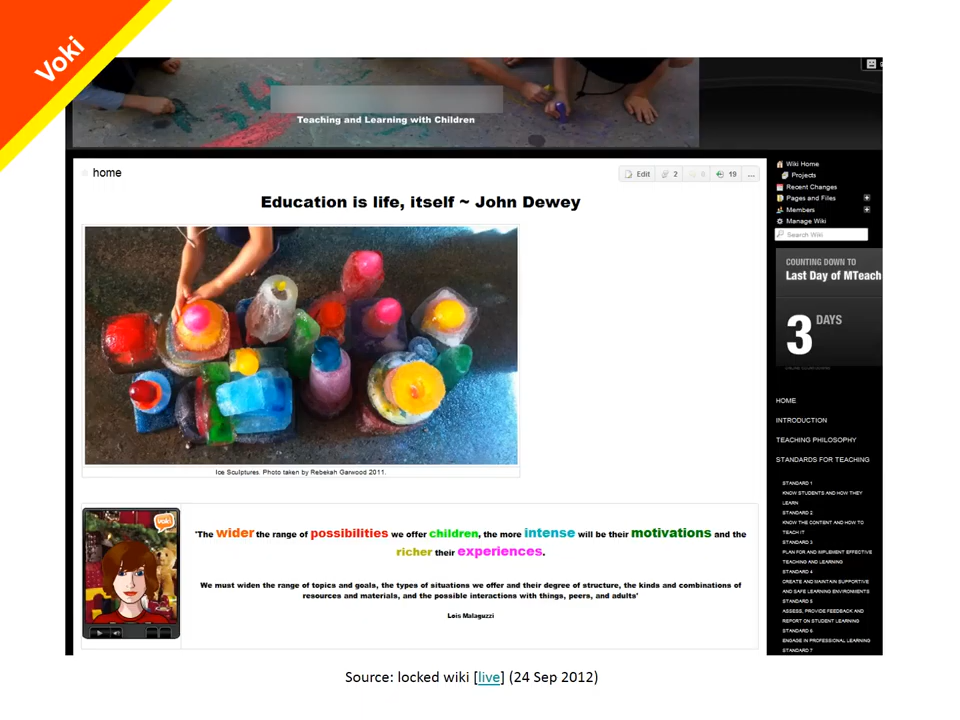 Voki
Teaching and Learning with Children
home
Edit 2 0 19 ...
Education is life, itself ~ John Dewey
Ice Sculptures. Photo taken by Rebekah Garwood 2011.
voki
'The wider the range of possibilities we offer children, the more intense will be their motivations and the
richer their experiences.
We must widen the range of topics and goals, the types of situations we offer and their degree of structure, the kinds and combinations of
resources and materials, and the possible interactions with things, peers, and adults'
Lois Malaguzzi
Wiki Home
Projects
Recent Changes
Pages and Files
Members
Manage Wiki
Search Wiki
COUNTING DOWN TO
Last Day of MTeach
3 DAYS
HOME
INTRODUCTION
TEACHING PHILOSOPHY
STANDARDS FOR TEACHING
STANDARD 1
KNOW STUDENTS AND HOW THEY
LEARN
STANDARD 2
KNOW THE CONTENT AND HOW TO
TEACH IT
STANDARD 3
PLAN FOR AND IMPLEMENT EFFECTIVE
TEACHING AND LEARNING
STANDARD 4
CREATE AND MAINTAIN SUPPORTIVE
AND SAFE LEARNING ENVIRONMENTS
STANDARD 5
ASSESS, PROVIDE FEEDBACK AND
REPORT ON STUDENT LEARNING
STANDARD 6
ENGAGE IN PROFESSIONAL LEARNING
STANDARD 7
Source: locked wiki [live] (24 Sep 2012)